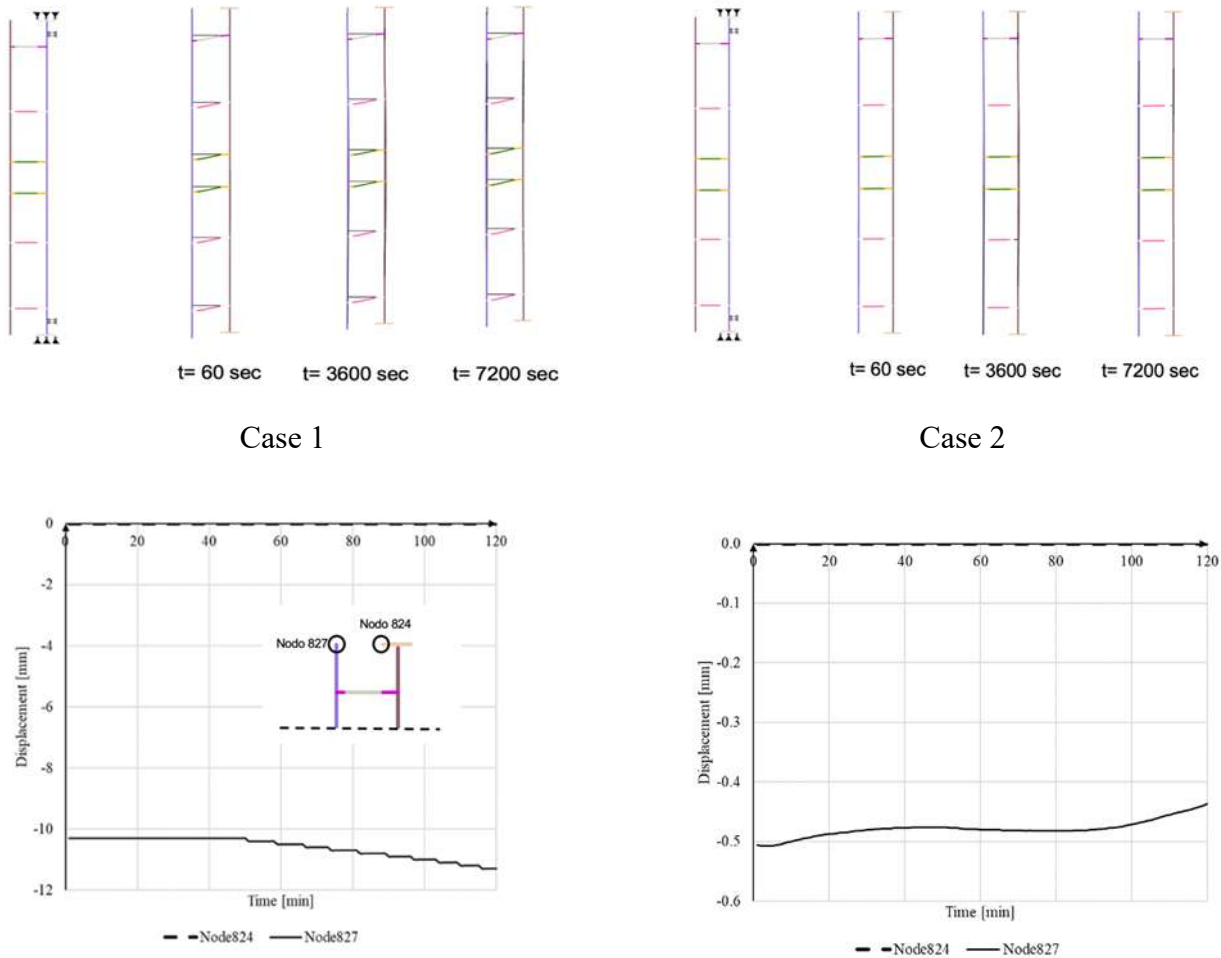 t= 60 sec t= 3600 sec t= 7200 sec
t= 60 sec t= 3600 sec t= 7200 sec
Case 1
Case 2
0
-2
-4
-6
-8
-10
-12
0 20 40 60 80 100 120
Displacement [mm]
Nodo 827
Nodo 824
Time [min]
Node824 Node827
0.0
-0.1
-0.2
-0.3
-0.4
-0.5
-0.6
0 20 40 60 80 100 120
Displacement [mm]
Time [min]
Node824 Node827